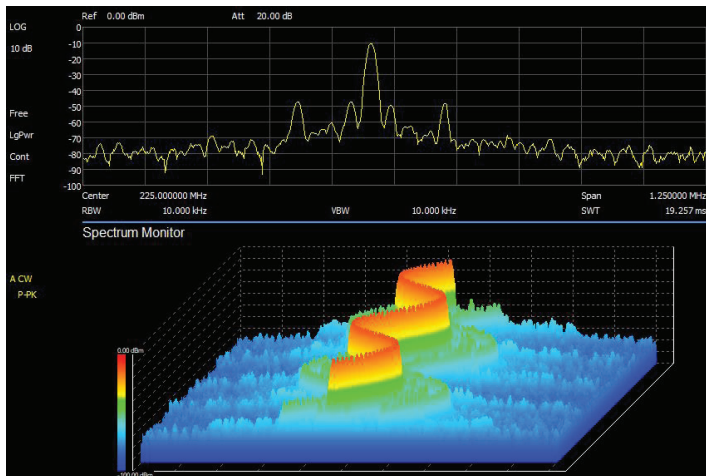 LOG
Ref 0.00 dBm Att 20.00 dB
10 dB
0
-10
-20
-30
-40
-50
-60
-70
-80
-90
-100
Free
LgPwr
Cont
FFT
Center 225.000000 MHz Span 1.250000 MHz
RBW 10.000 kHz VBW 10.000 kHz SWT 19.257 ms
Spectrum Monitor
A CW
P-PK
0.00 dBm
-100.00 dBm